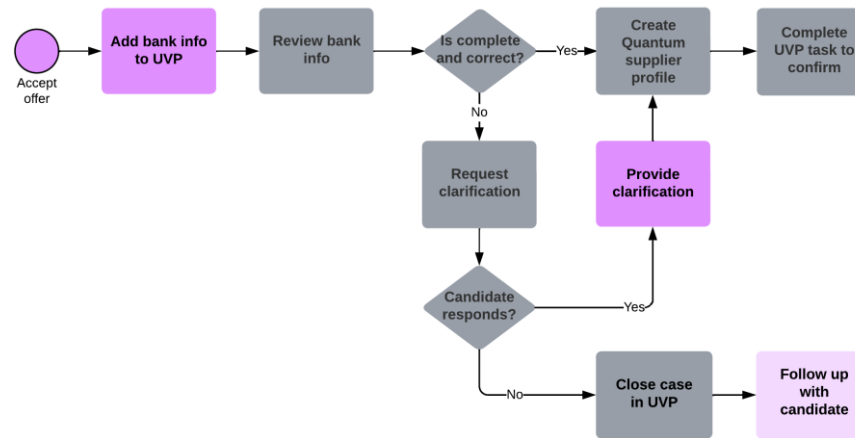 Accept
offer
Add bank info
to UVP
Review bank
info
Is complete
and correct?
Yes
Create
Quantum
supplier
profile
Complete
UVP task to
confirm
No
Request
clarification
Provide
clarification
Candidate
responds?
Yes
No
Close case
in UVP
Follow up
with
candidate